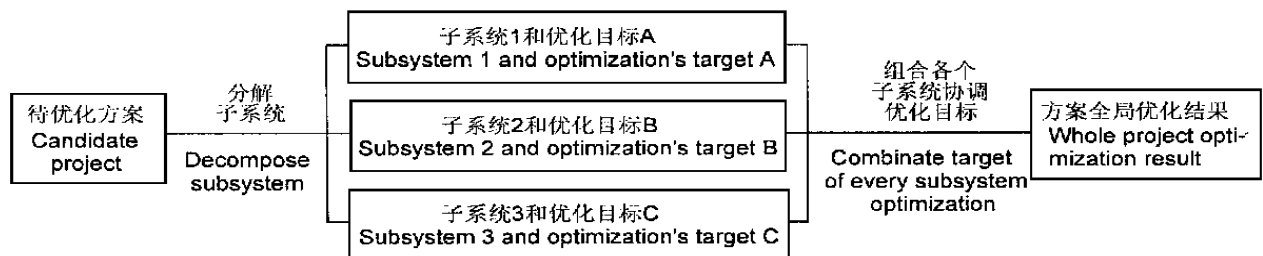 待优化方案
Candidate
project
分解
子系统
Decompose
subsystem
子系统1和优化目标A
Subsystem 1 and optimization's target A
子系统2和优化目标B
Subsystem 2 and optimization's target B
子系统3和优化目标C
Subsystem 3 and optimization's target C
组合各个
子系统协调
优化目标
Combinate target
of every subsystem
optimization
方案全局优化结果
Whole project opti-
mization result